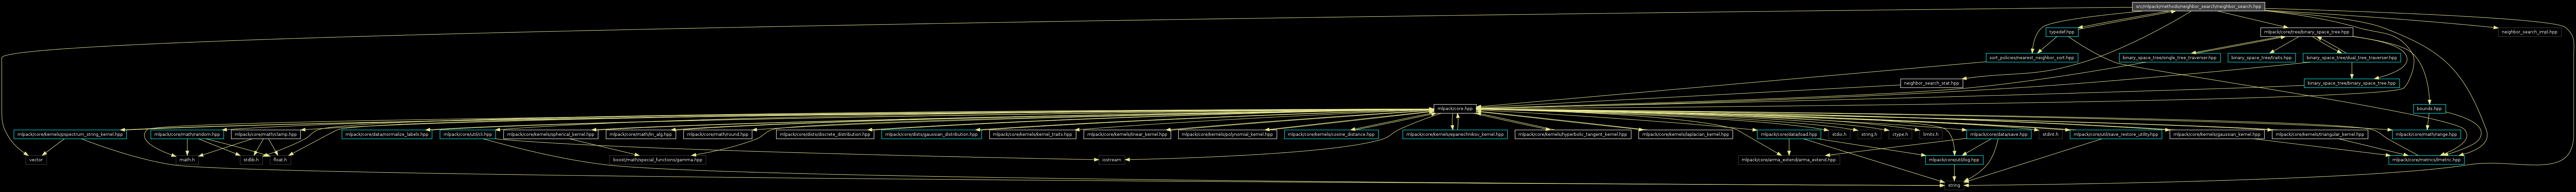 src/mlpack/methods/neighbor_search/neighbor_search.hpp
typedef.hpp
mlpack/core/tree/binary_space_tree.hpp
neighbor_search_impl.hpp
sort_policies/nearest_neighbor_sort.hpp
binary_space_tree/single_tree_traverser.hpp
binary_space_tree/traits.hpp
binary_space_tree/dual_tree_traverser.hpp
neighbor_search_stat.hpp
binary_space_tree/binary_space_tree.hpp
mlpack/core.hpp
bounds.hpp
mlpack/core/kernels/pspectrum_string_kernel.hpp
mlpack/core/math/random.hpp
mlpack/core/math/clamp.hpp
mlpack/core/data/normalize_labels.hpp
mlpack/core/util/cli.hpp
mlpack/core/kernels/spherical_kernel.hpp
mlpack/core/math/lin_alg.hpp
mlpack/core/math/round.hpp
mlpack/core/dists/discrete_distribution.hpp
mlpack/core/dists/gaussian_distribution.hpp
mlpack/core/kernels/kernel_traits.hpp
mlpack/core/kernels/linear_kernel.hpp
mlpack/core/kernels/polynomial_kernel.hpp
mlpack/core/kernels/cosine_distance.hpp
mlpack/core/kernels/epanechnikov_kernel.hpp
mlpack/core/kernels/hyperbolic_tangent_kernel.hpp
mlpack/core/kernels/laplacian_kernel.hpp
mlpack/core/data/load.hpp
stdio.h
string.h
ctype.h
limits.h
mlpack/core/data/save.hpp
stdint.h
mlpack/core/util/save_restore_utility.hpp
mlpack/core/kernels/gaussian_kernel.hpp
mlpack/core/kernels/triangular_kernel.hpp
mlpack/core/math/range.hpp
vector
math.h
stdlib.h
float.h
boost/math/special_functions/gamma.hpp
iostream
mlpack/core/arma_extend/arma_extend.hpp
mlpack/core/util/log.hpp
mlpack/core/metrics/lmetric.hpp
string